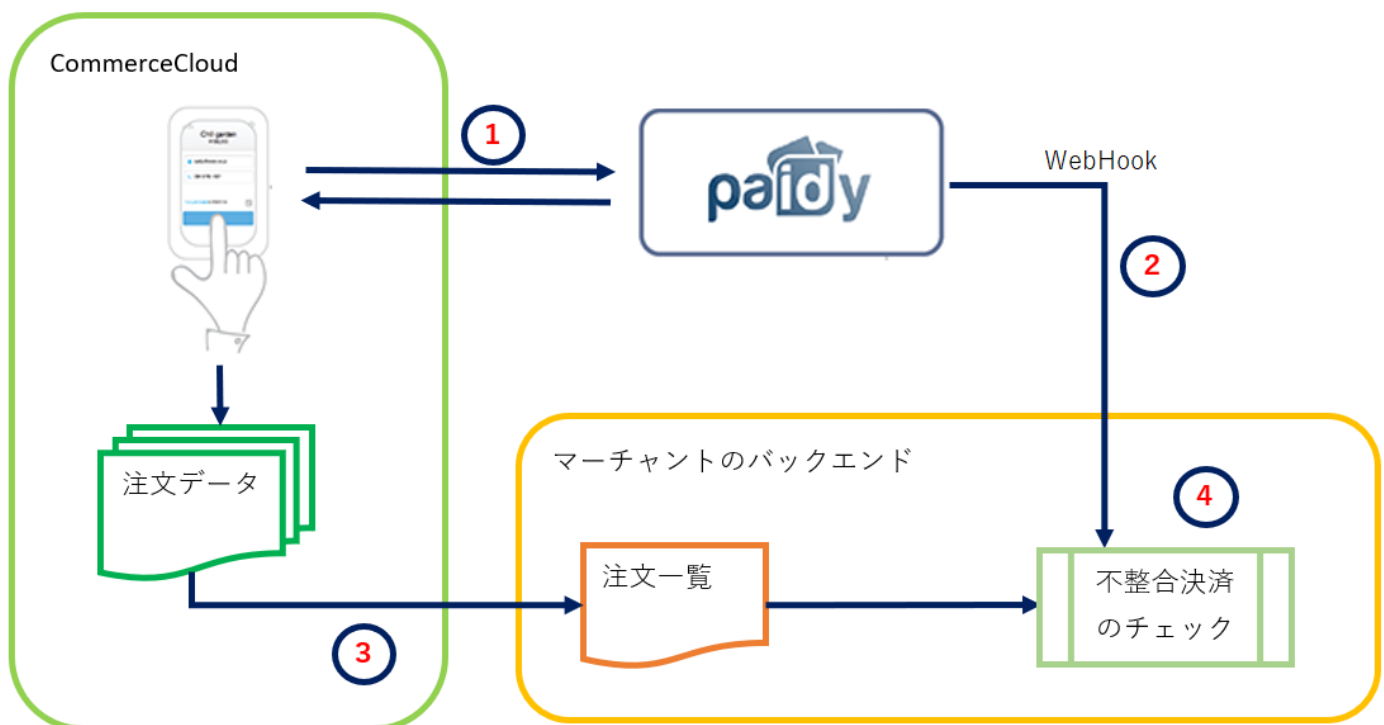 CommerceCloud
1
paidy
WebHook
2
マーチャントのバックエンド
注文データ
4
注文一覧
不整合決済
のチェック
3